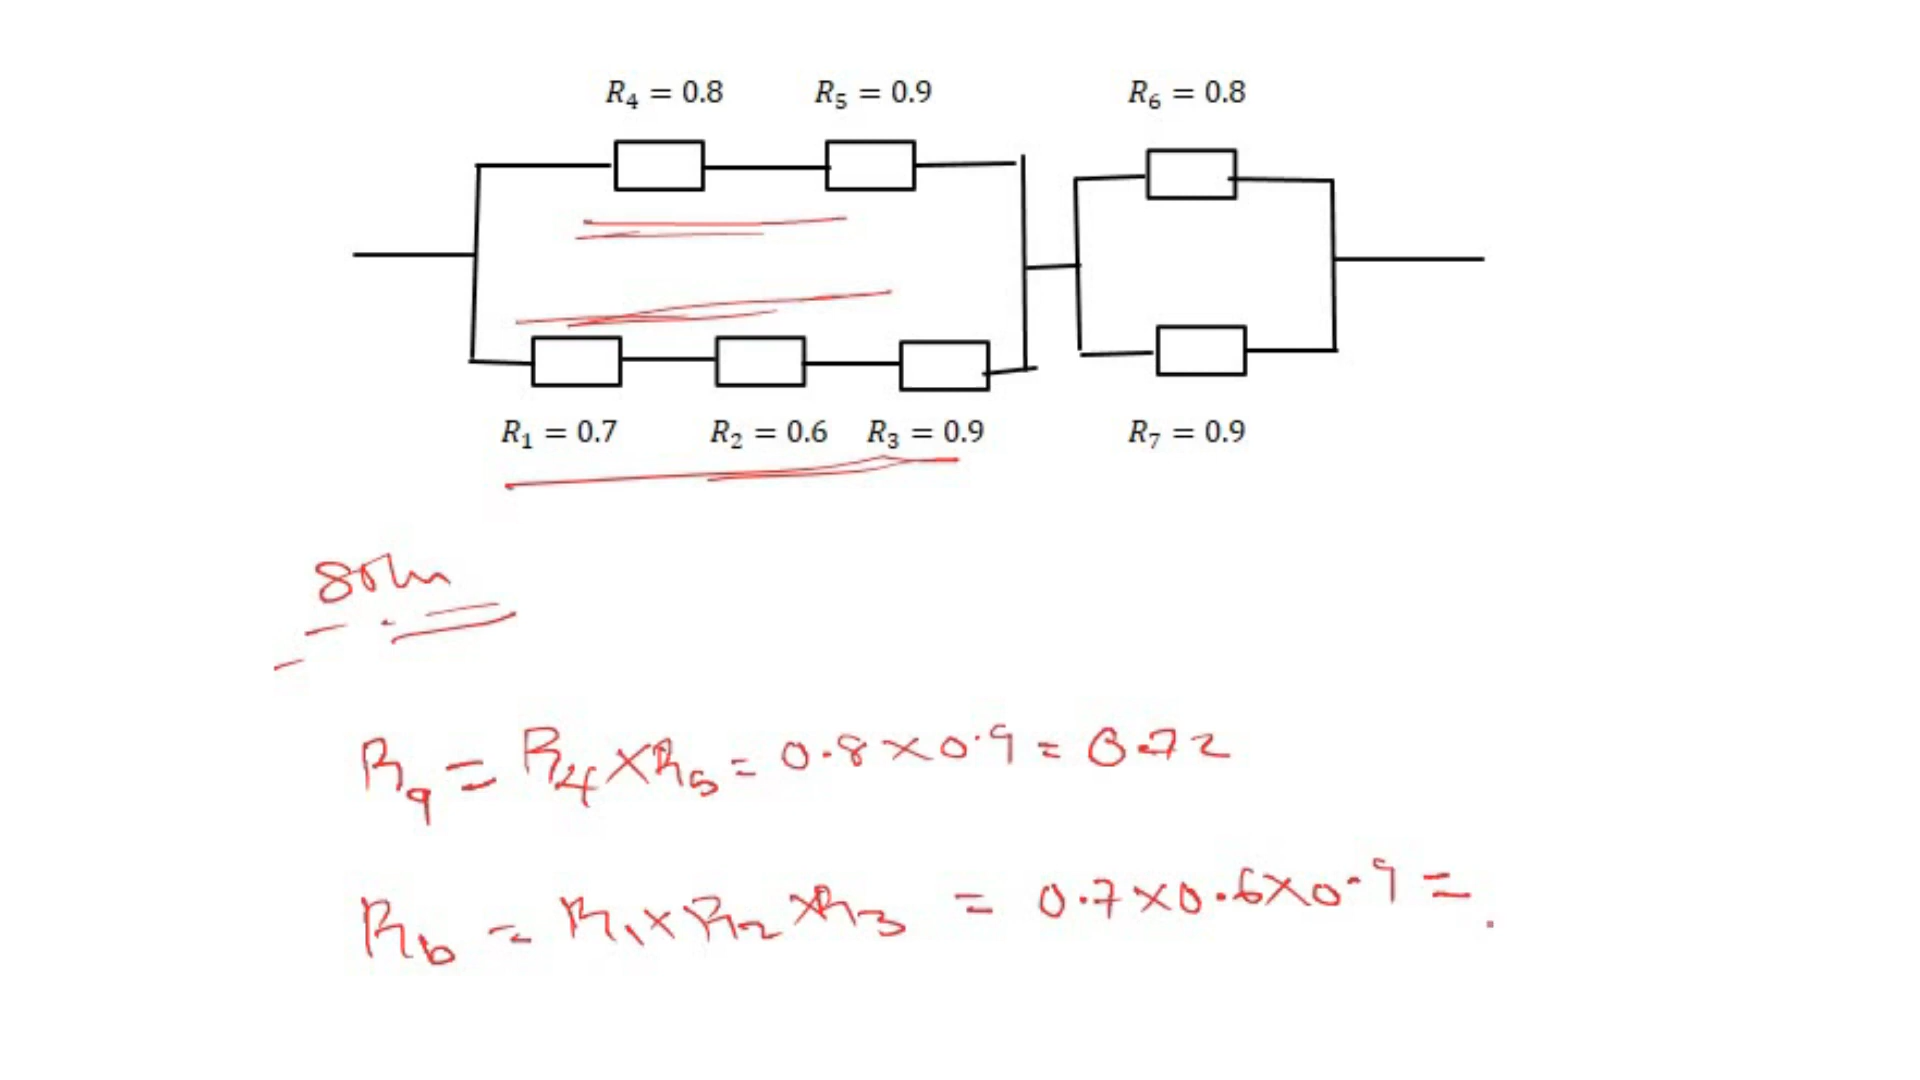 R₄ = 0.8 R₅ = 0.9 R₆ = 0.8
R₁ = 0.7 R₂ = 0.6 R₃ = 0.9 R₇ = 0.9
Soln
Ra = R4 × R5 = 0.8 × 0.9 = 0.72
Rb = R1 × R2 × R3 = 0.7 × 0.6 × 0.9 =